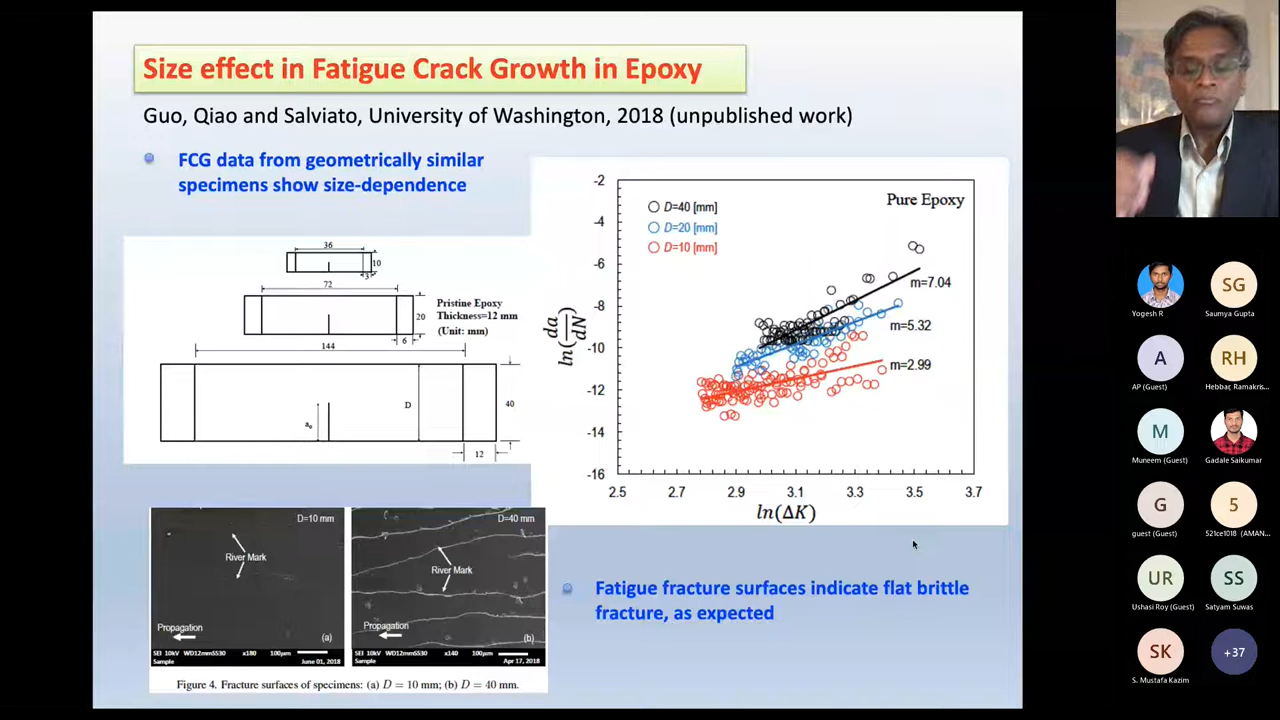 Size effect in Fatigue Crack Growth in Epoxy
Guo, Qiao and Salviato, University of Washington, 2018 (unpublished work)
FCG data from geometrically similar
specimens show size-dependence
36
10
3
72
20
6
Pristine Epoxy
Thickness=12 mm
(Unit: mm)
144
D
40
a₀
12
Pure Epoxy
D=40 [mm]
D=20 [mm]
D=10 [mm]
m=7.04
m=5.32
m=2.99
-2
-4
-6
-8
-10
-12
-14
-16
ln(da/dN)
2.5 2.7 2.9 3.1 3.3 3.5 3.7
ln(ΔK)
D=10 mm
River Mark
Propagation
(a)
SEI 10kV WD12mmSS30 x180 100μm
Sample June 01, 2018
D=40 mm
River Mark
Propagation
(b)
SEI 10kV WD12mmSS30 x140 100μm
Sample Apr 17, 2018
Figure 4. Fracture surfaces of specimens: (a) D = 10 mm; (b) D = 40 mm.
Fatigue fracture surfaces indicate flat brittle
fracture, as expected
Yogesh R
SG
Saumya Gupta
A
AP (Guest)
RH
Hebbar, Ramakris...
M
Muneem (Guest)
Gadale Saikumar
G
guest (Guest)
5
521ce1018 (AMAN...
UR
Ushasi Roy (Guest)
SS
Satyam Suwas
SK
S. Mustafa Kazim
+37